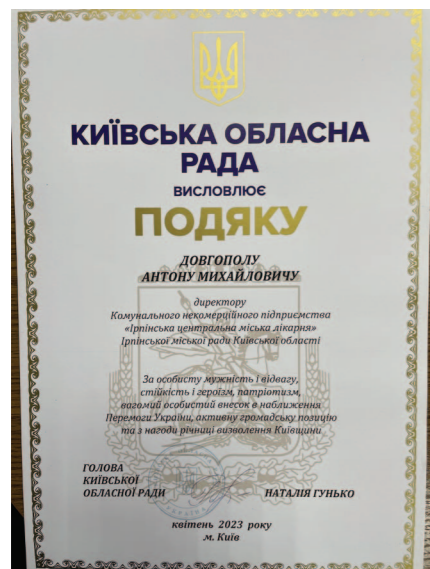 КИЇВСЬКА ОБЛАСНА
РАДА
ВИСЛОВЛЮЄ
ПОДЯКУ
ДОВГОПОЛУ
АНТОНУ МИХАЙЛОВИЧУ
директору
Комунального некомерційного підприємства
«Ірпінська центральна міська лікарня»
Ірпінської міської ради Київської області
За особисту мужність і відвагу,
стійкість і героїзм, патріотизм,
вагомий особистий внесок в наближення
Перемоги України, активну громадську позицію
та з нагоди річниці визволення Київщини
ГОЛОВА
КИЇВСЬКОЇ
ОБЛАСНОЇ РАДИ НАТАЛІЯ ГУНЬКО
квітень 2023 року
м. Київ